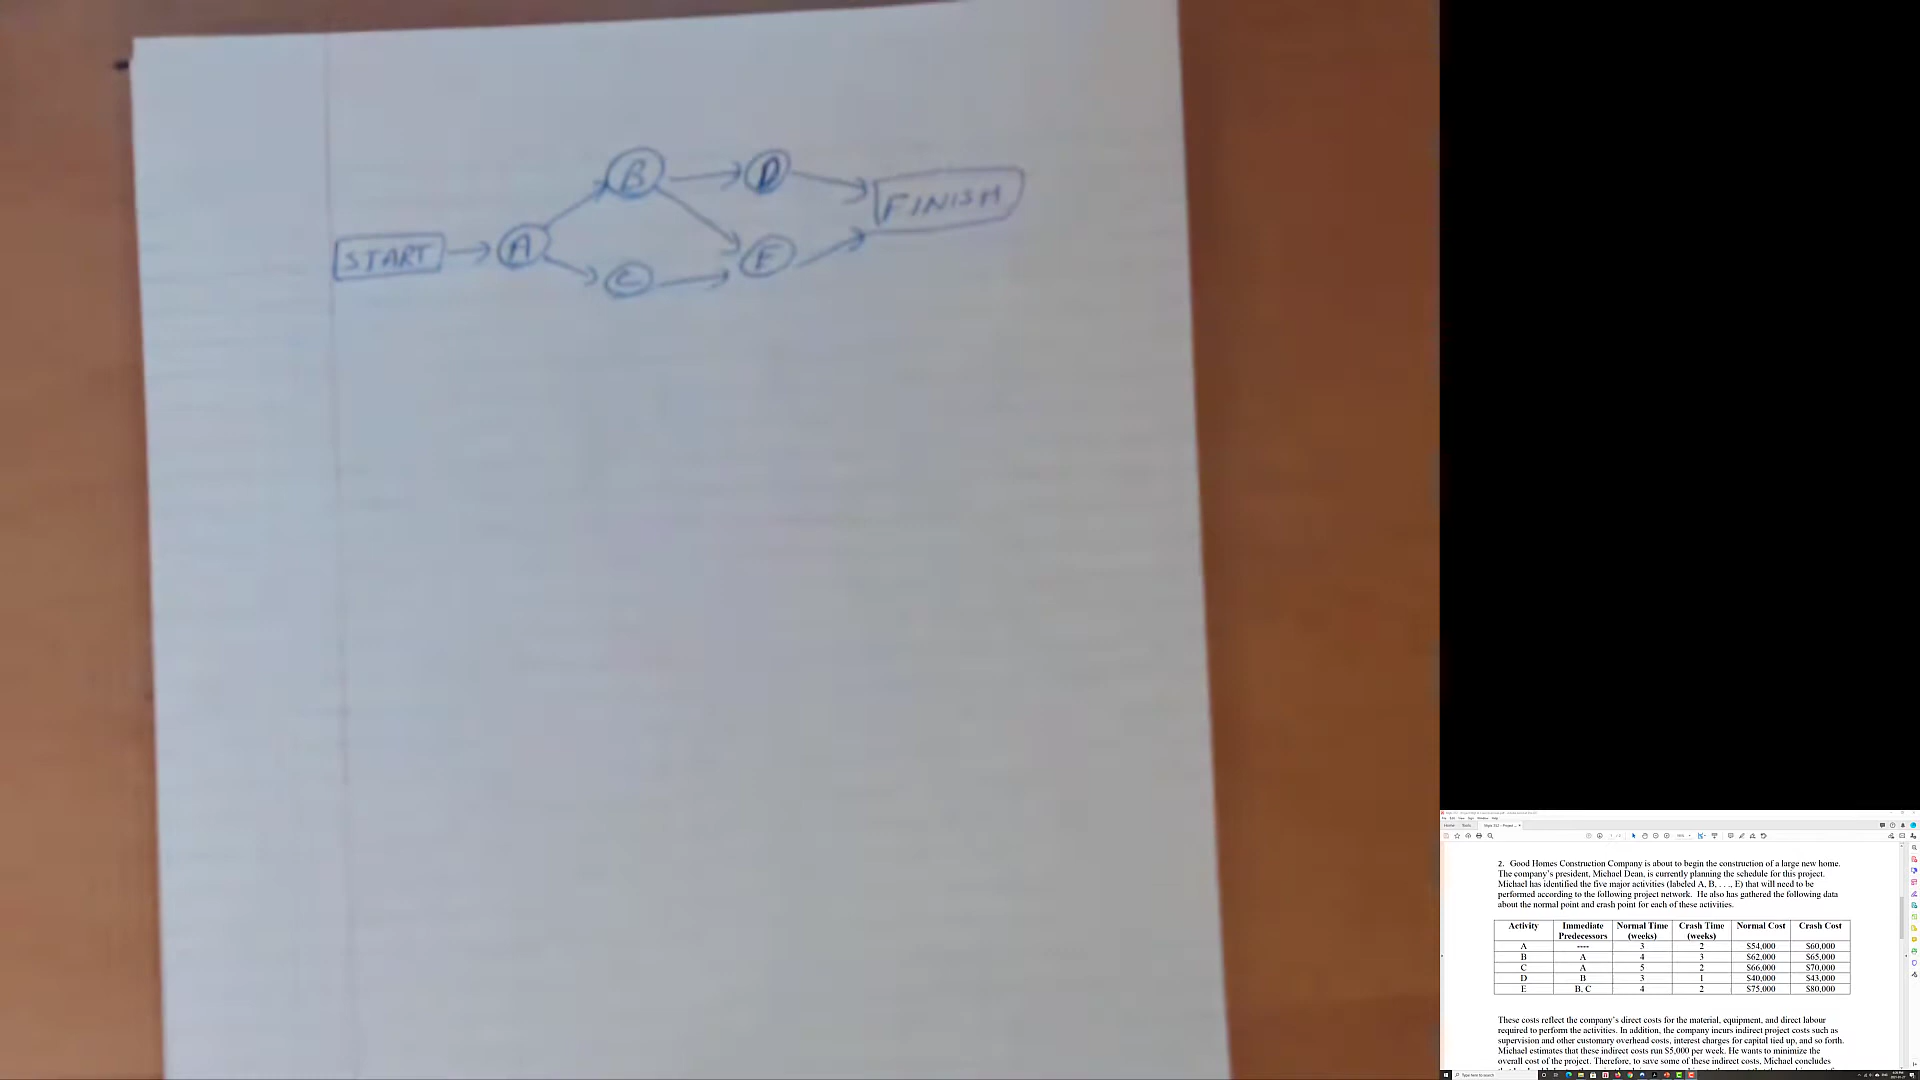 B D FINISH
START A C E
2. Good Homes Construction Company is about to begin the construction of a large new home.
The company's president, Michael Dean, is currently planning the schedule for this project.
Michael has identified the five major activities (labeled A, B, . . ., E) that will need to be
performed according to the following project network. He also has gathered the following data
about the normal point and crash point for each of these activities.
Activity Immediate Predecessors Normal Time (weeks) Crash Time (weeks) Normal Cost Crash Cost
A ---- 3 2 $54,000 $60,000
B A 4 3 $62,000 $65,000
C A 5 2 $66,000 $70,000
D B 3 1 $40,000 $43,000
E B, C 4 2 $75,000 $80,000
These costs reflect the company's direct costs for the material, equipment, and direct labour
required to perform the activities. In addition, the company incurs indirect project costs such as
supervision and other customary overhead costs, interest charges for capital tied up, and so forth.
Michael estimates that these indirect costs run $5,000 per week. He wants to minimize the
overall cost of the project. Therefore, to save some of these indirect costs, Michael concludes